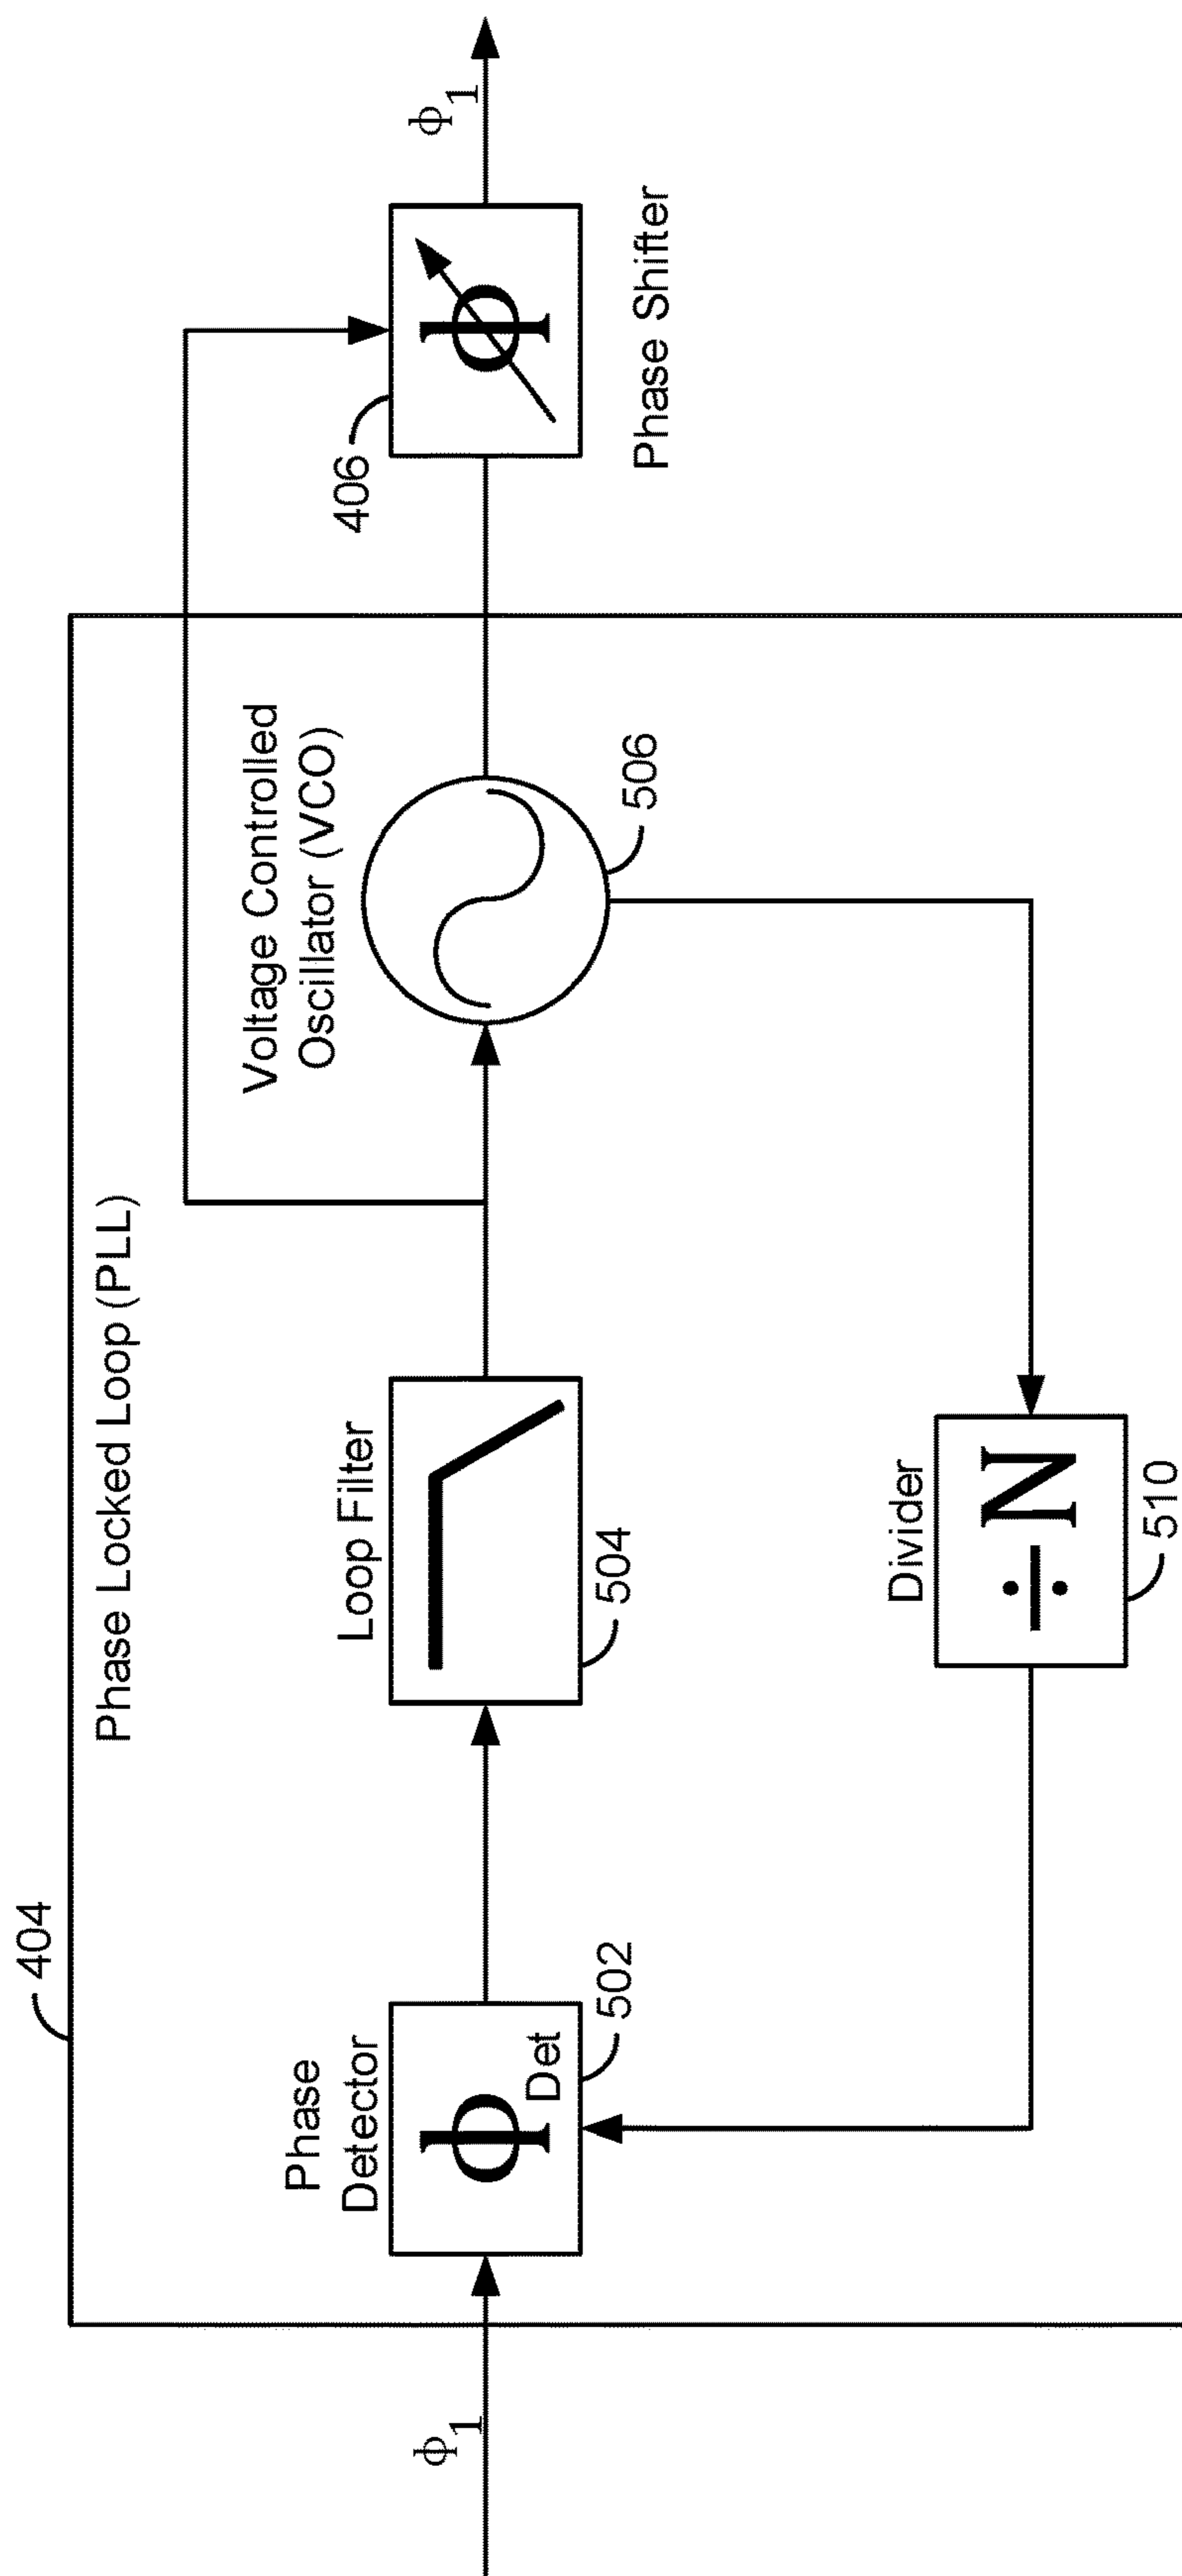 404
Phase Locked Loop (PLL)
Voltage Controlled
Oscillator (VCO)
ϕ1
Phase
Detector
Φ
Det
502
Loop Filter
504
506
406
Φ
Phase Shifter
ϕ1
Divider
÷ N
510